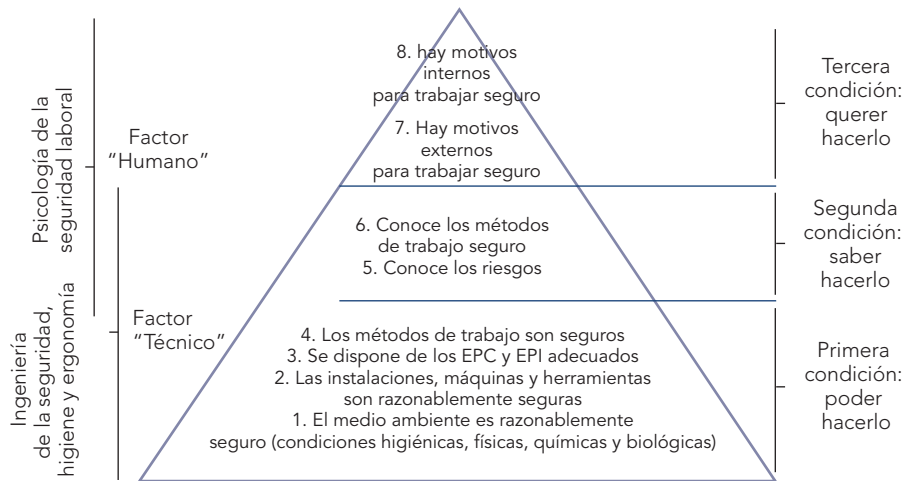 8. hay motivos
internos
para trabajar seguro
7. Hay motivos
externos
para trabajar seguro
6. Conoce los métodos
de trabajo seguro
5. Conoce los riesgos
4. Los métodos de trabajo son seguros
3. Se dispone de los EPC y EPI adecuados
2. Las instalaciones, máquinas y herramientas
son razonablemente seguras
1. El medio ambiente es razonablemente
seguro (condiciones higiénicas, físicas, químicas y biológicas)
Psicología de la
seguridad laboral
Factor
“Humano”
Ingeniería
de la seguridad,
higiene y ergonomía
Factor
“Técnico”
Tercera
condición:
querer
hacerlo
Segunda
condición:
saber
hacerlo
Primera
condición:
poder
hacerlo